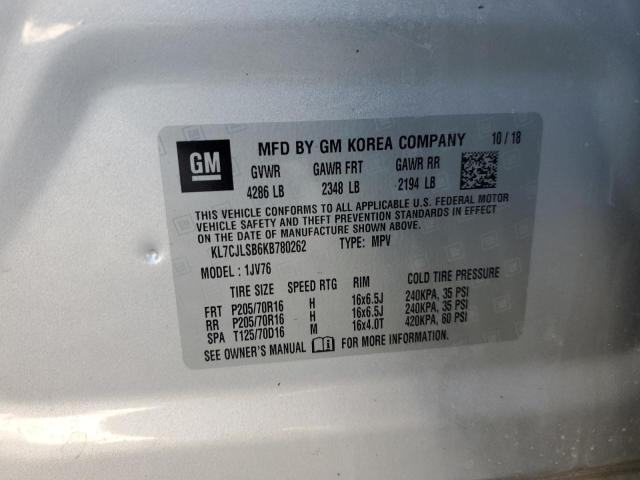 GM
MFD BY GM KOREA COMPANY 10 / 18
GVWR GAWR FRT GAWR RR
4286 LB 2348 LB 2194 LB
THIS VEHICLE CONFORMS TO ALL APPLICABLE U.S. FEDERAL MOTOR
VEHICLE SAFETY AND THEFT PREVENTION STANDARDS IN EFFECT
ON THE DATE OF MANUFACTURE SHOWN ABOVE.
KL7CJLSB6KB780262 TYPE: MPV
MODEL : 1JV76
TIRE SIZE SPEED RTG RIM COLD TIRE PRESSURE
FRT P205/70R16 H 16x6.5J 240KPA, 35 PSI
RR P205/70R16 H 16x6.5J 240KPA, 35 PSI
SPA T125/70D16 M 16x4.0T 420KPA, 60 PSI
SEE OWNER'S MANUAL FOR MORE INFORMATION.